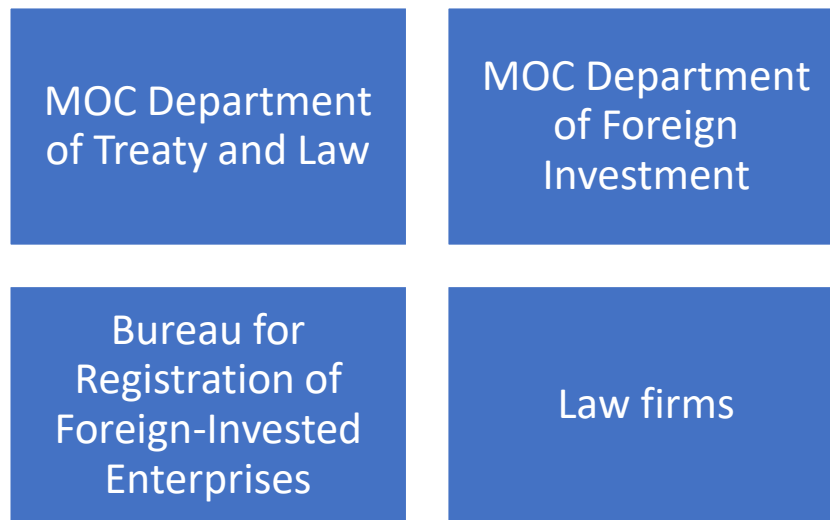 MOC Department
of Treaty and Law
MOC Department
of Foreign
Investment
Bureau for
Registration of
Foreign-Invested
Enterprises
Law firms